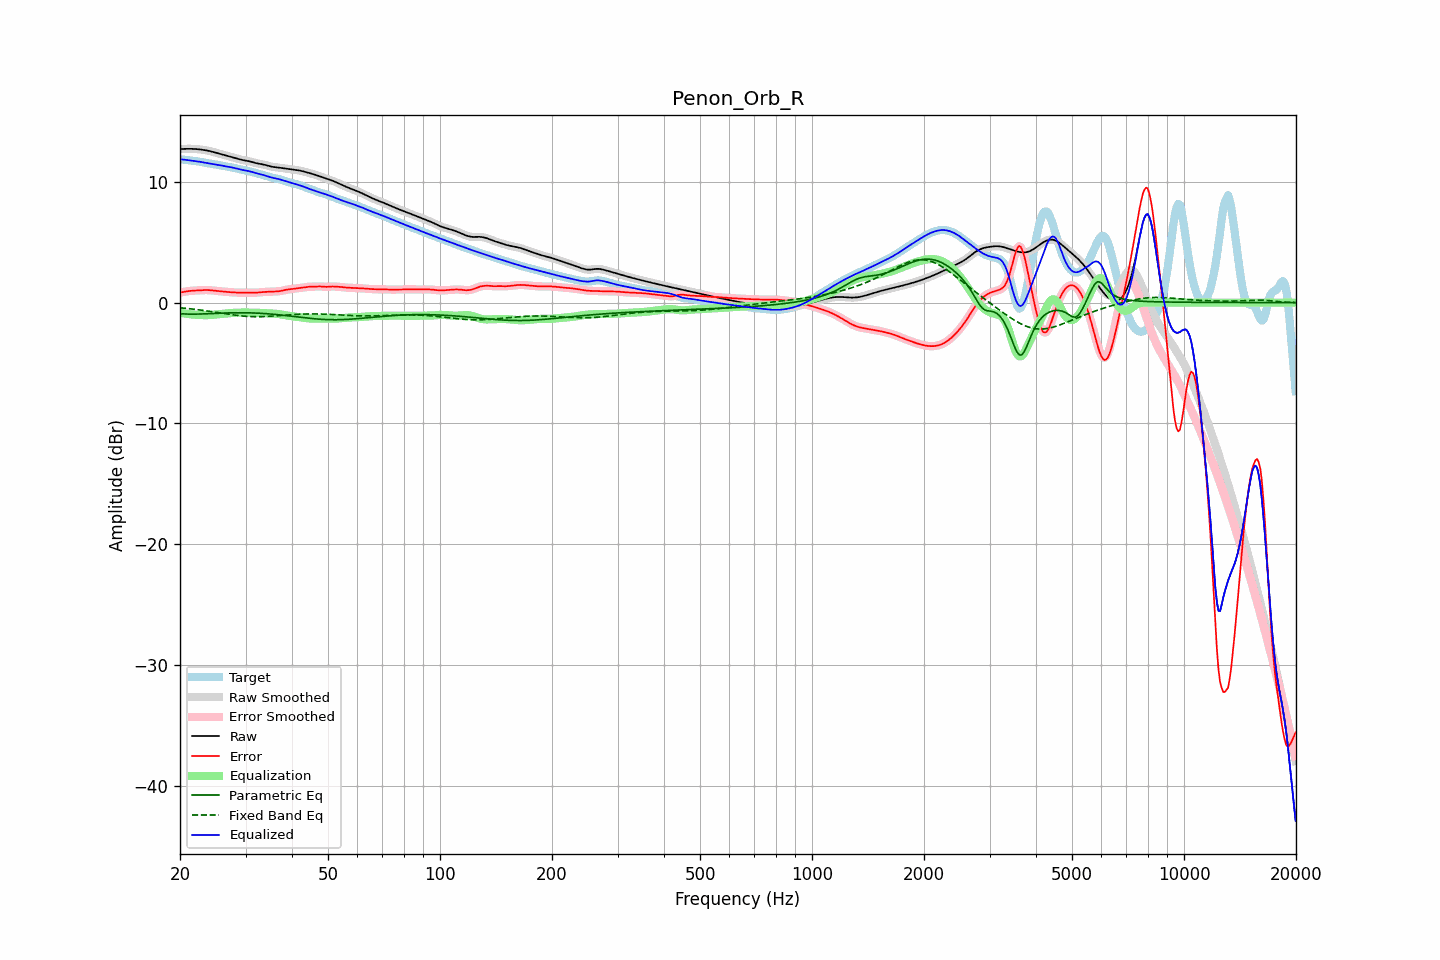 Penon_Orb_R
10
0
−10
−20
−30
−40
Amplitude (dBr)
Target
Raw Smoothed
Error Smoothed
Raw
Error
Equalization
Parametric Eq
Fixed Band Eq
Equalized
20 50 100 200 500 1000 2000 5000 10000 20000
Frequency (Hz)